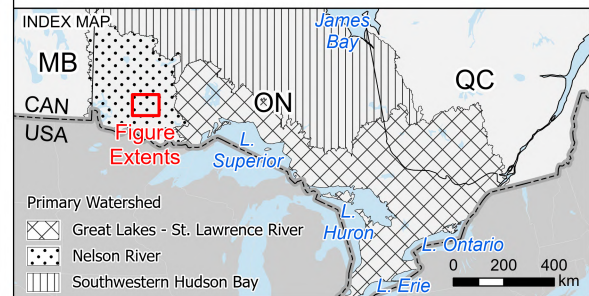 INDEX MAP
James
Bay
MB
QC
ON
CAN
USA
Figure
Extents
L.
Superior
Primary Watershed
Great Lakes - St. Lawrence River
Nelson River
Southwestern Hudson Bay
L.
Huron
L. Ontario
L. Erie
0 200 400
km